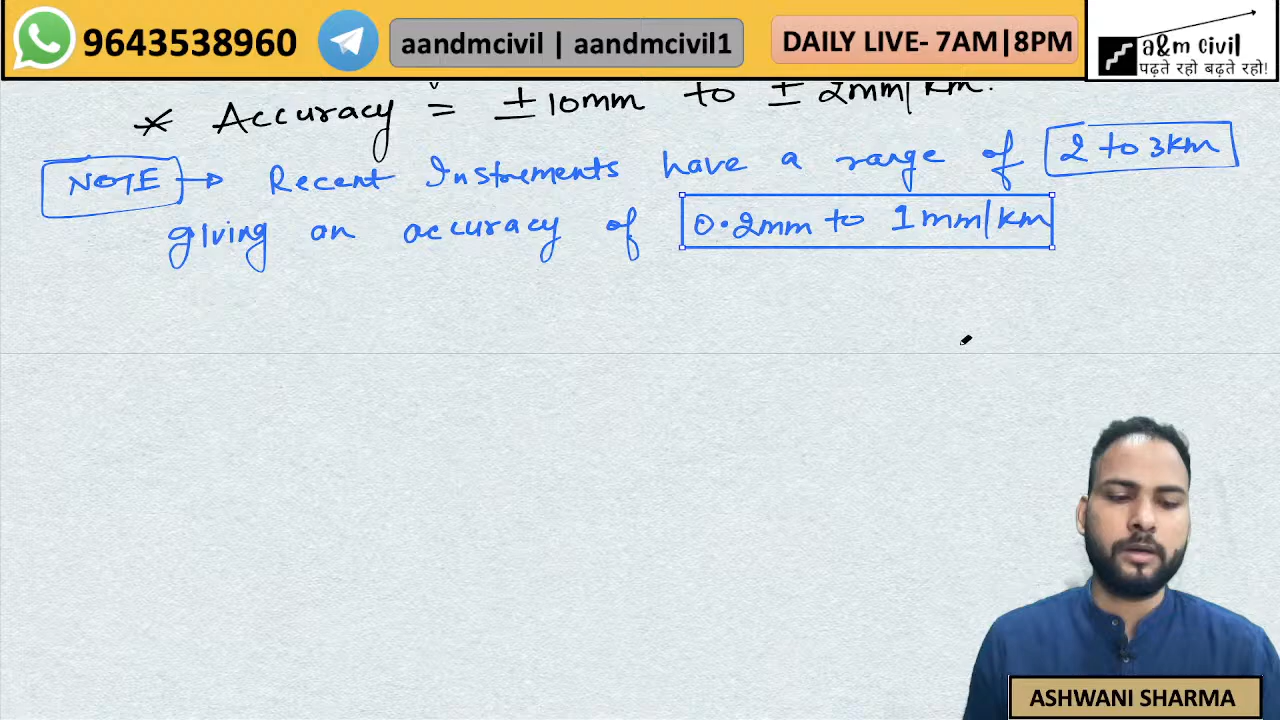 9643538960
aandmcivil | aandmcivil1
DAILY LIVE- 7AM|8PM
a&m civil
पढ़ते रहो बढ़ते रहो!
* Accuracy = ±10mm to ± 2mm/km.
NOTE → Recent Instruments have a range of 2 to 3km
giving an accuracy of 0.2mm to 1mm/km
ASHWANI SHARMA